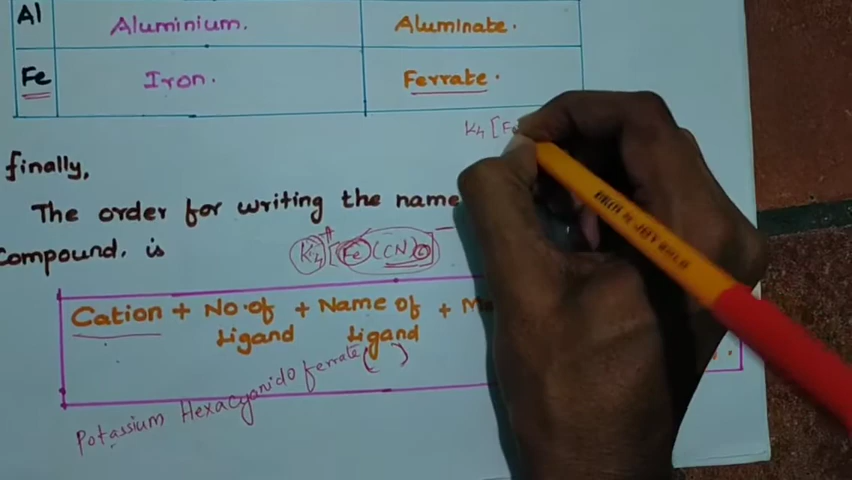 Al Aluminium. Aluminate.
Fe Iron. Ferrate.
K4 [Fe
finally,
The order for writing the name
Compound. is
K4 [Fe (CN)6]
Cation + No. of + Name of + M
Ligand ligand
Potassium Hexacyanido ferrate ( )